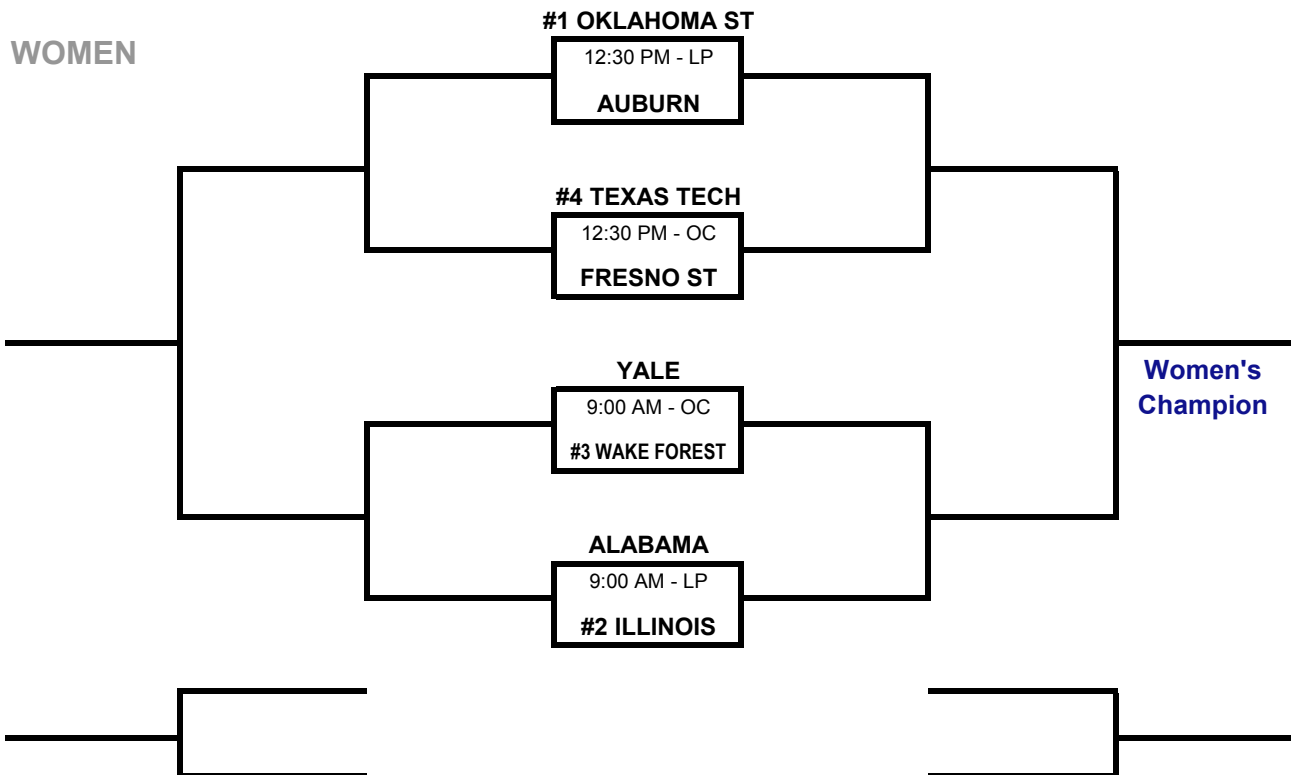 WOMEN
#1 OKLAHOMA ST
12:30 PM - LP
AUBURN
#4 TEXAS TECH
12:30 PM - OC
FRESNO ST
YALE
9:00 AM - OC
#3 WAKE FOREST
Women's
Champion
ALABAMA
9:00 AM - LP
#2 ILLINOIS